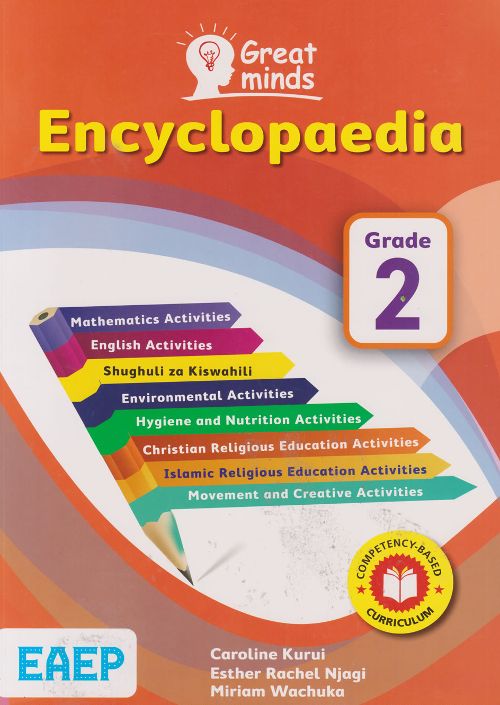 Great
minds
Encyclopaedia
Grade
2
Mathematics Activities
English Activities
Shughuli za Kiswahili
Environmental Activities
Hygiene and Nutrition Activities
Christian Religious Education Activities
Islamic Religious Education Activities
Movement and Creative Activities
COMPETENCY-BASED
CURRICULUM
EAEP
Caroline Kurui
Esther Rachel Njagi
Miriam Wachuka